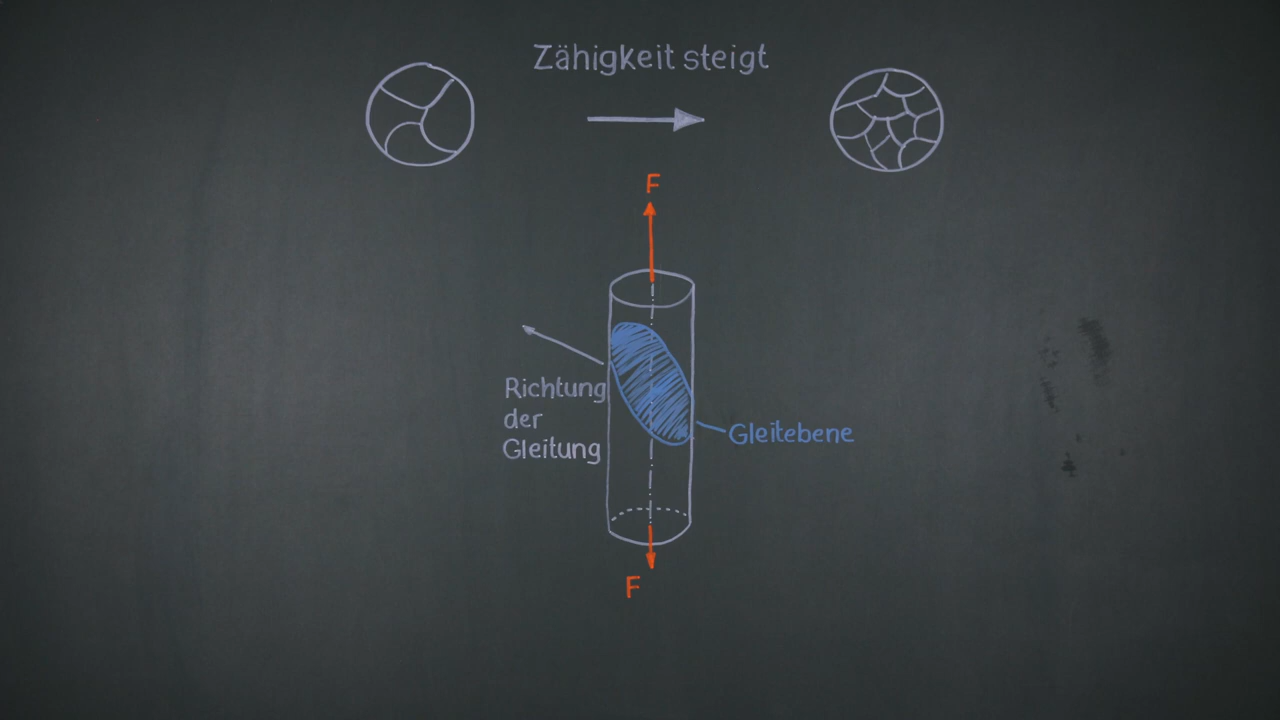 Zähigkeit steigt
F
Richtung
der
Gleitung
Gleitebene
F